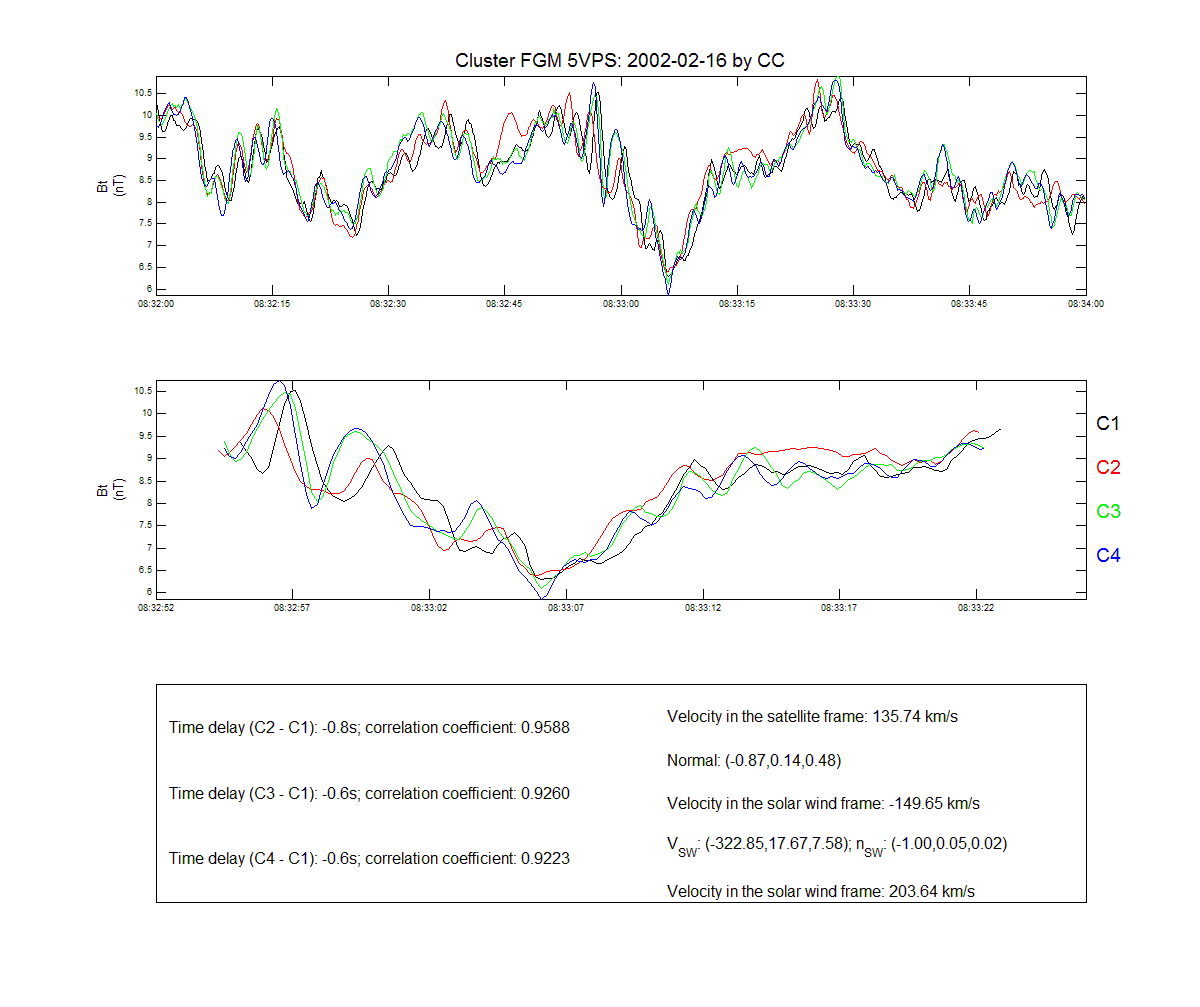 Cluster FGM 5VPS: 2002-02-16 by CC
10.5
10
9.5
9
8.5
8
7.5
7
6.5
6
Bt
(nT)
08:32:00 08:32:15 08:32:30 08:32:45 08:33:00 08:33:15 08:33:30 08:33:45 08:34:00
10.5
10
9.5
9
8.5
8
7.5
7
6.5
6
Bt
(nT)
08:32:52 08:32:57 08:33:02 08:33:07 08:33:12 08:33:17 08:33:22
C1
C2
C3
C4
Time delay (C2 - C1): -0.8s; correlation coefficient: 0.9588
Time delay (C3 - C1): -0.6s; correlation coefficient: 0.9260
Time delay (C4 - C1): -0.6s; correlation coefficient: 0.9223
Velocity in the satellite frame: 135.74 km/s
Normal: (-0.87,0.14,0.48)
Velocity in the solar wind frame: -149.65 km/s
VSW: (-322.85,17.67,7.58); nSW: (-1.00,0.05,0.02)
Velocity in the solar wind frame: 203.64 km/s